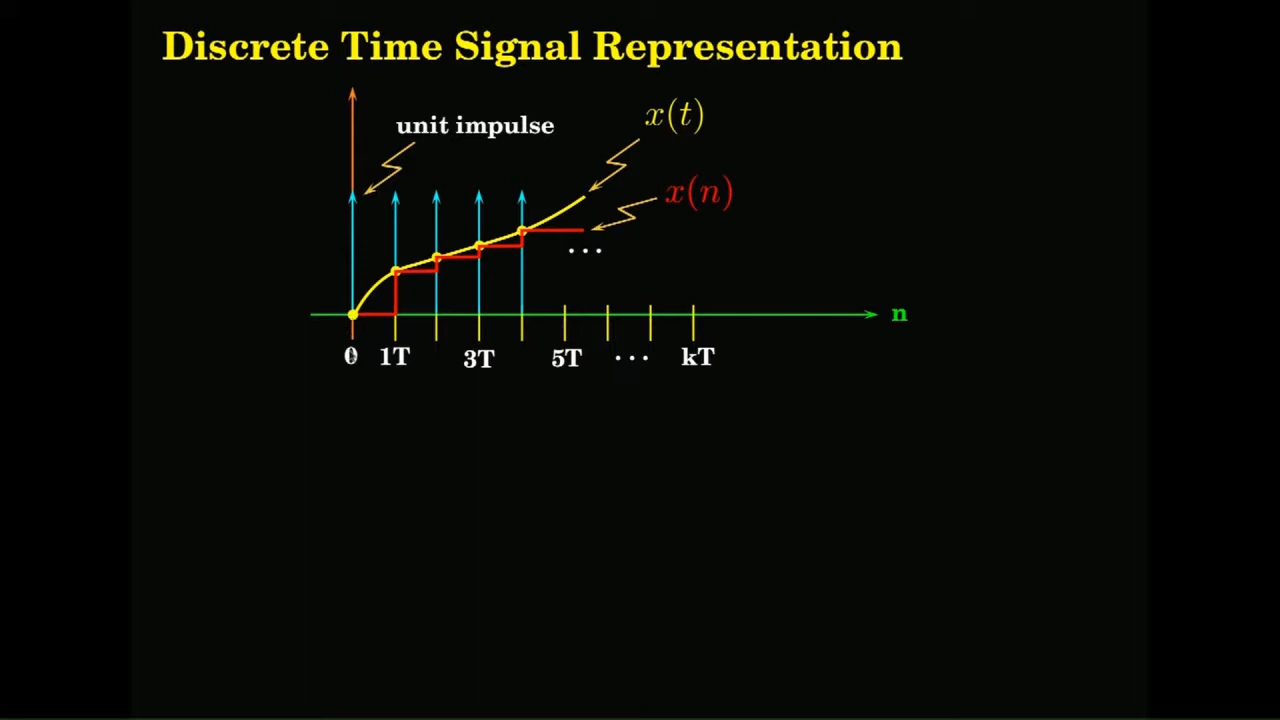 Discrete Time Signal Representation
unit impulse
x(t)
x(n)
...
n
0 1T 3T 5T ... kT